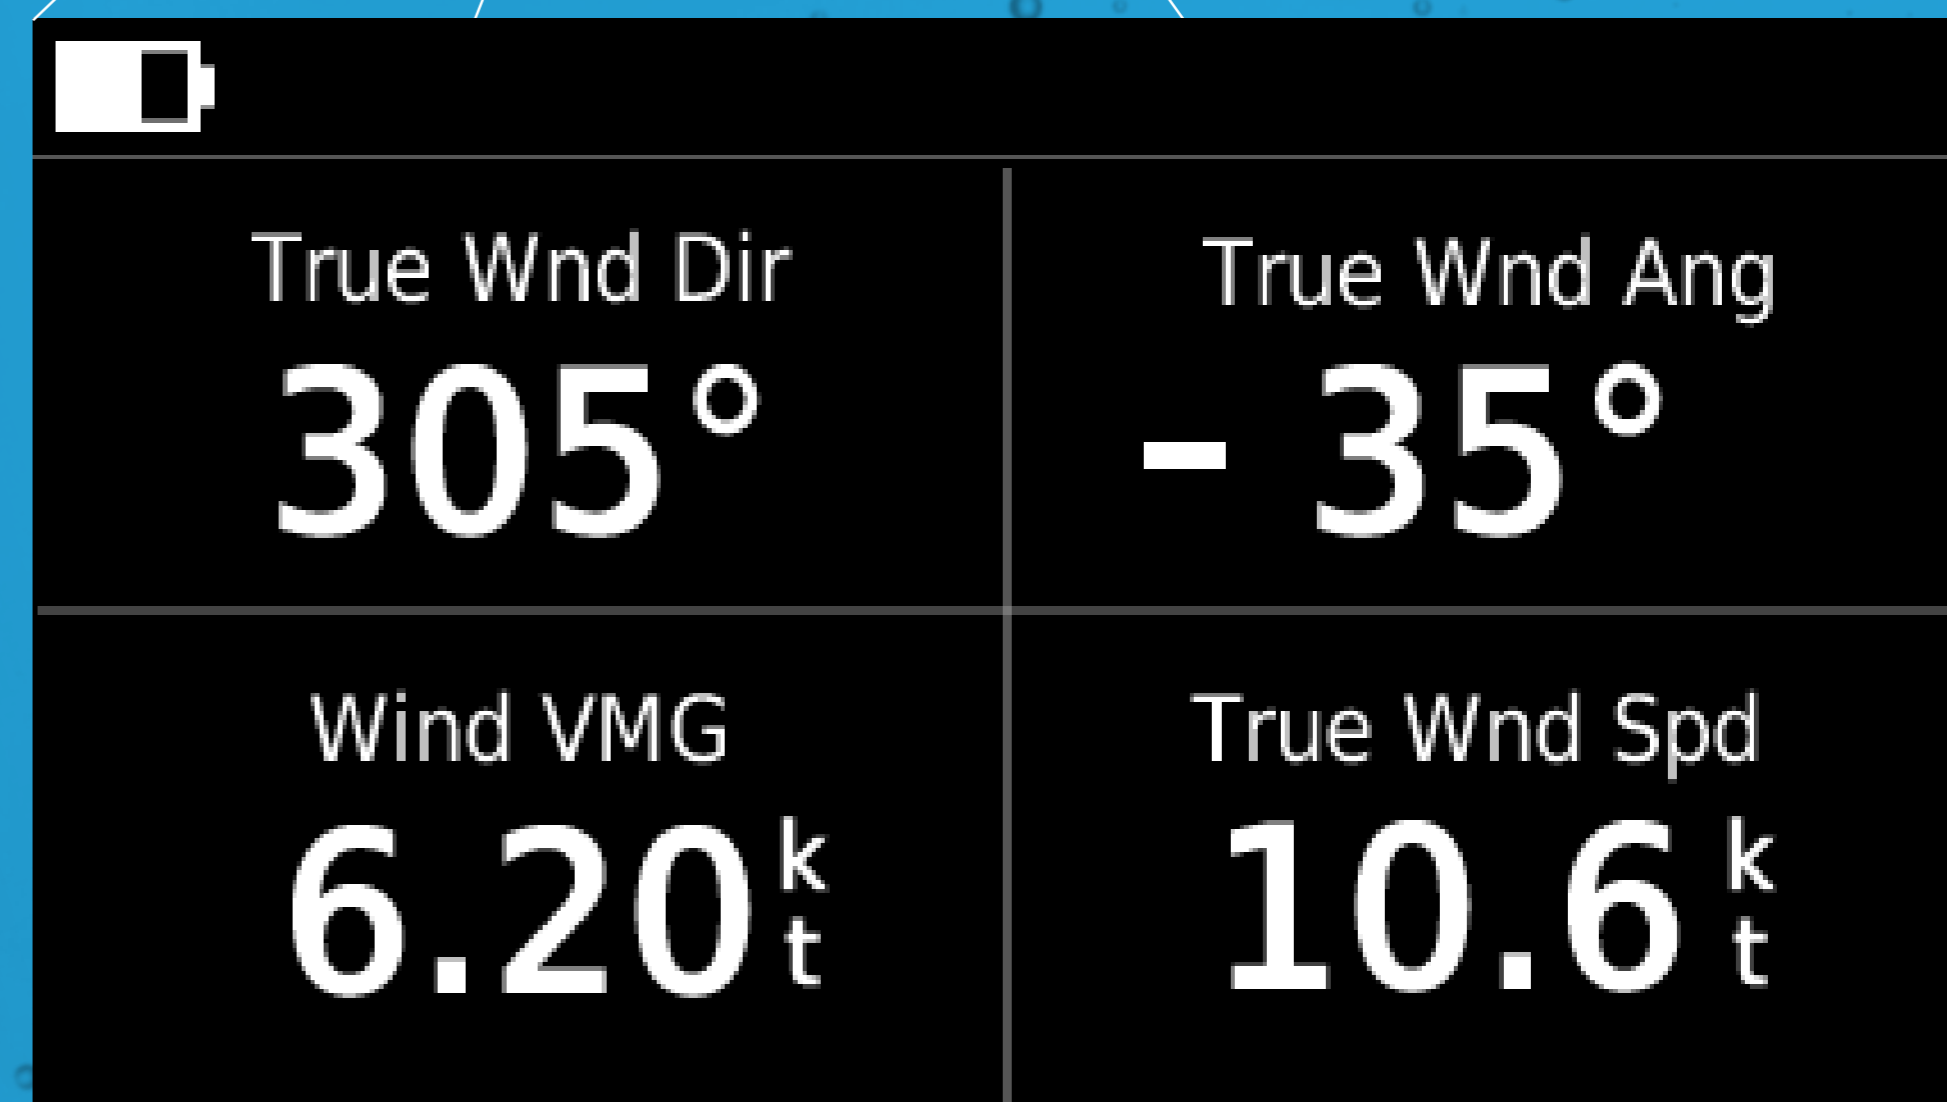 True Wnd Dir
305°
True Wnd Ang
- 35°
Wind VMG
6.20 kt
True Wnd Spd
10.6 kt